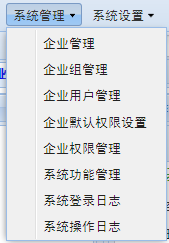 系统管理 系统设置
企业管理
企业组管理
企业用户管理
企业默认权限设置
企业权限管理
系统功能管理
系统登录日志
系统操作日志